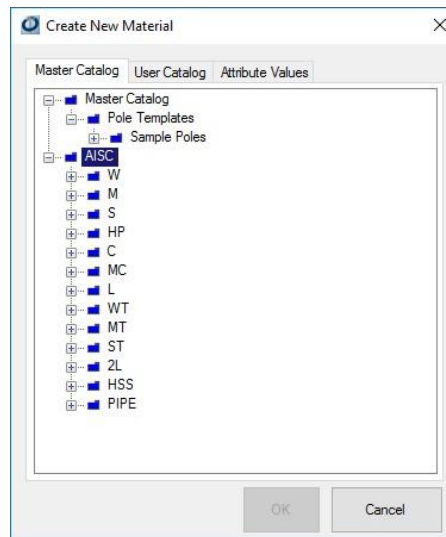 Create New Material
Master Catalog User Catalog Attribute Values
Master Catalog
Pole Templates
Sample Poles
AISC
W
M
S
HP
C
MC
L
WT
MT
ST
2L
HSS
PIPE
OK Cancel